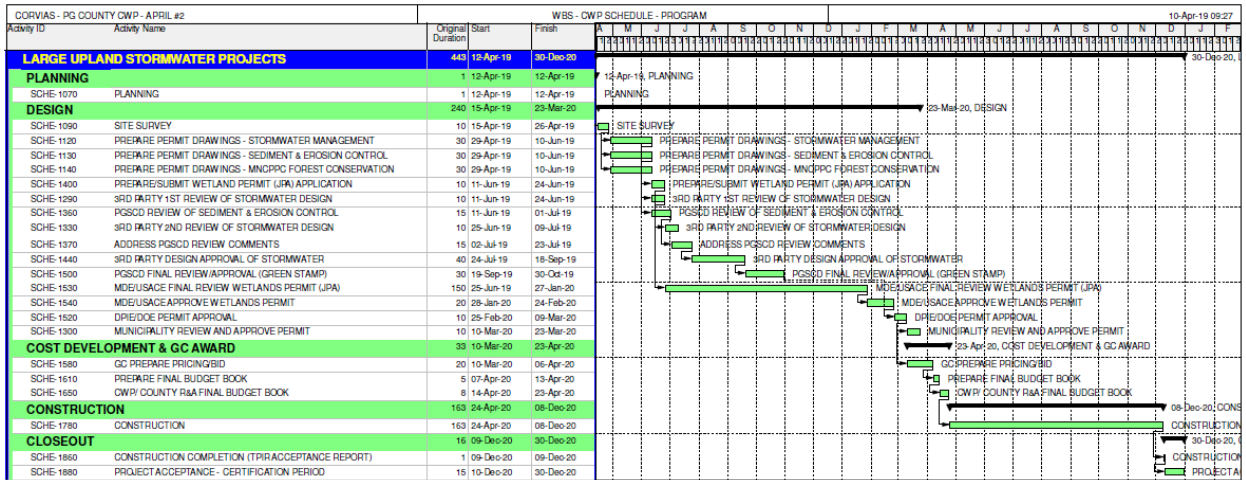 CORVIAS - PG COUNTY CWP - APRIL #2 WBS - CWP SCHEDULE - PROGRAM 10-Apr-19 09:27
Activity ID Activity Name Original Duration Start Finish A M J J A S O N D J F M A M J J A S O N D J F
LARGE UPLAND STORMWATER PROJECTS 443 12-Apr-19 30-Dec-20 30-Dec-20, L
PLANNING 1 12-Apr-19 12-Apr-19 12-Apr-19, PLANNING
SCHE-1070 PLANNING 1 12-Apr-19 12-Apr-19 PLANNING
DESIGN 240 15-Apr-19 23-Mar-20 23-Mar-20, DESIGN
SCHE-1090 SITE SURVEY 10 15-Apr-19 26-Apr-19 SITE SURVEY
SCHE-1120 PREPARE PERMIT DRAWINGS - STORMWATER MANAGEMENT 30 29-Apr-19 10-Jun-19 PREPARE PERMIT DRAWINGS - STORMWATER MANAGEMENT
SCHE-1130 PREPARE PERMIT DRAWINGS - SEDIMENT & EROSION CONTROL 30 29-Apr-19 10-Jun-19 PREPARE PERMIT DRAWINGS - SEDIMENT & EROSION CONTROL
SCHE-1140 PREPARE PERMIT DRAWINGS - MNCPPC FOREST CONSERVATION 30 29-Apr-19 10-Jun-19 PREPARE PERMIT DRAWINGS - MNCPPC FOREST CONSERVATION
SCHE-1400 PREPARE/SUBMIT WETLAND PERMIT (JPA) APPLICATION 10 11-Jun-19 24-Jun-19 PREPARE/SUBMIT WETLAND PERMIT (JPA) APPLICATION
SCHE-1290 3RD PARTY 1ST REVIEW OF STORMWATER DESIGN 10 11-Jun-19 24-Jun-19 3RD PARTY 1ST REVIEW OF STORMWATER DESIGN
SCHE-1360 PGSCD REVIEW OF SEDIMENT & EROSION CONTROL 15 11-Jun-19 01-Jul-19 PGSCD REVIEW OF SEDIMENT & EROSION CONTROL
SCHE-1330 3RD PARTY 2ND REVIEW OF STORMWATER DESIGN 10 25-Jun-19 09-Jul-19 3RD PARTY 2ND REVIEW OF STORMWATER DESIGN
SCHE-1370 ADDRESS PGSCD REVIEW COMMENTS 15 02-Jul-19 23-Jul-19 ADDRESS PGSCD REVIEW COMMENTS
SCHE-1440 3RD PARTY DESIGN APPROVAL OF STORMWATER 40 24-Jul-19 18-Sep-19 3RD PARTY DESIGN APPROVAL OF STORMWATER
SCHE-1500 PGSCD FINAL REVIEW/APPROVAL (GREEN STAMP) 30 19-Sep-19 30-Oct-19 PGSCD FINAL REVIEW/APPROVAL (GREEN STAMP)
SCHE-1530 MDE/USACE FINAL REVIEW WETLANDS PERMIT (JPA) 150 25-Jun-19 27-Jan-20 MDE/USACE FINAL REVIEW WETLANDS PERMIT (JPA)
SCHE-1540 MDE/USACE APPROVE WETLANDS PERMIT 20 28-Jan-20 24-Feb-20 MDE/USACE APPROVE WETLANDS PERMIT
SCHE-1520 DPIE/DOE PERMIT APPROVAL 10 25-Feb-20 09-Mar-20 DPIE/DOE PERMIT APPROVAL
SCHE-1300 MUNICIPALITY REVIEW AND APPROVE PERMIT 10 10-Mar-20 23-Mar-20 MUNICIPALITY REVIEW AND APPROVE PERMIT
COST DEVELOPMENT & GC AWARD 33 10-Mar-20 23-Apr-20 23-Apr-20, COST DEVELOPMENT & GC AWARD
SCHE-1580 GC PREPARE PRICING/BID 20 10-Mar-20 06-Apr-20 GC PREPARE PRICING/BID
SCHE-1610 PREPARE FINAL BUDGET BOOK 5 07-Apr-20 13-Apr-20 PREPARE FINAL BUDGET BOOK
SCHE-1650 CWP/ COUNTY R&A FINAL BUDGET BOOK 8 14-Apr-20 23-Apr-20 CWP/ COUNTY R&A FINAL BUDGET BOOK
CONSTRUCTION 163 24-Apr-20 08-Dec-20 08-Dec-20, CONS
SCHE-1780 CONSTRUCTION 163 24-Apr-20 08-Dec-20 CONSTRUCTION
CLOSEOUT 16 09-Dec-20 30-Dec-20 30-Dec-20, C
SCHE-1860 CONSTRUCTION COMPLETION (TPIR ACCEPTANCE REPORT) 1 09-Dec-20 09-Dec-20 CONSTRUCTION
SCHE-1880 PROJECT ACCEPTANCE - CERTIFICATION PERIOD 15 10-Dec-20 30-Dec-20 PROJECT A